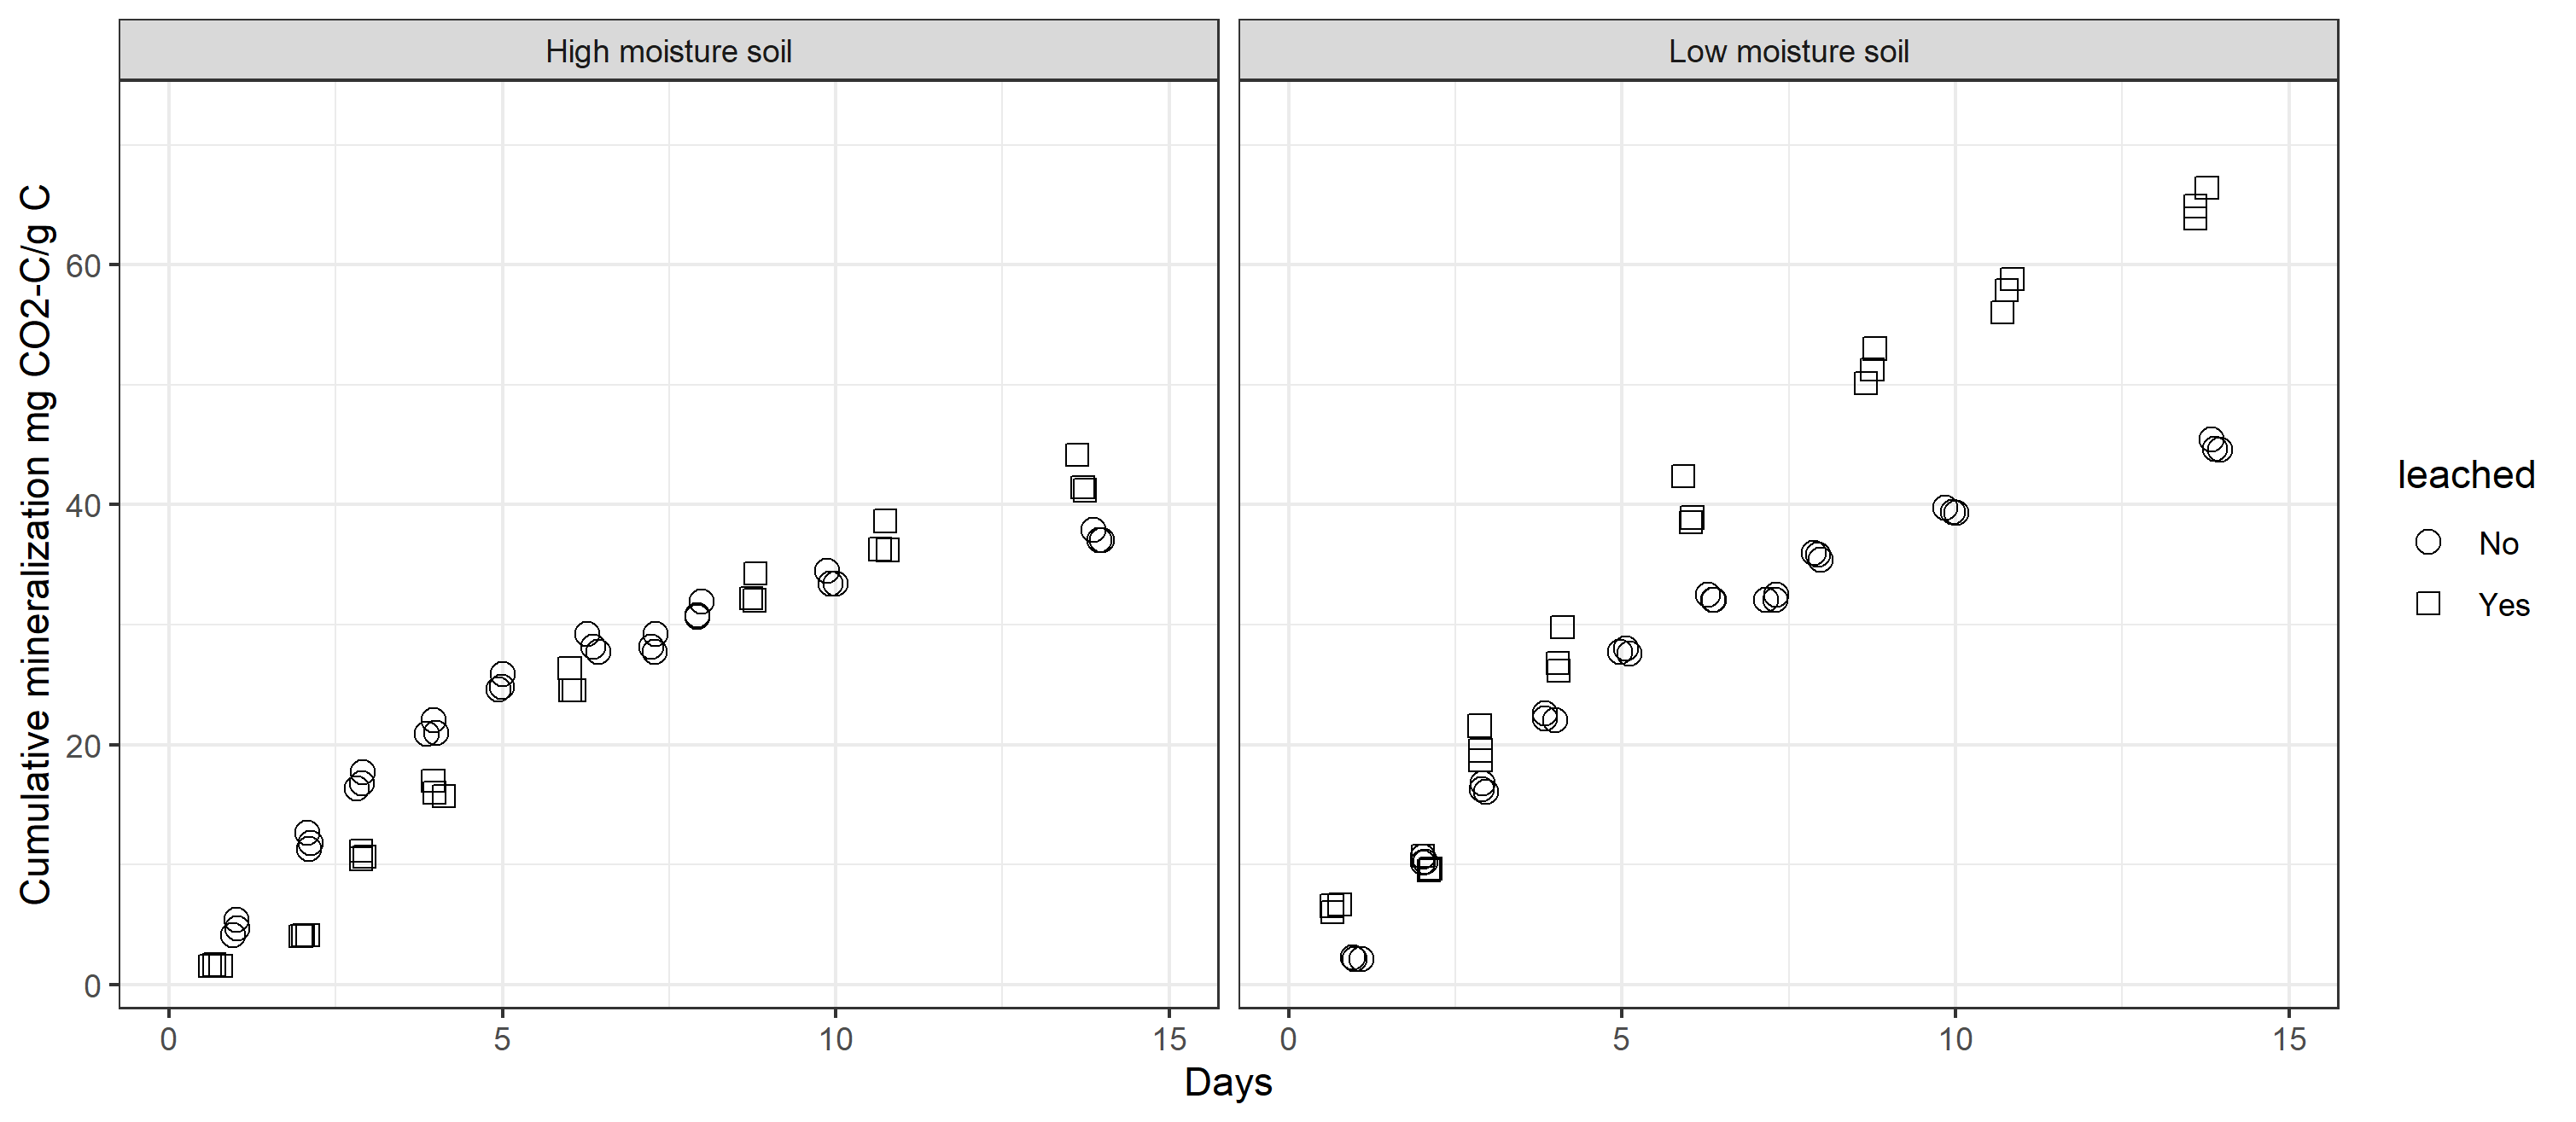 High moisture soil
Low moisture soil
Cumulative mineralization mg CO2-C/g C
60
40
20
0
0 5 10 15
0 5 10 15
Days
leached
No
Yes